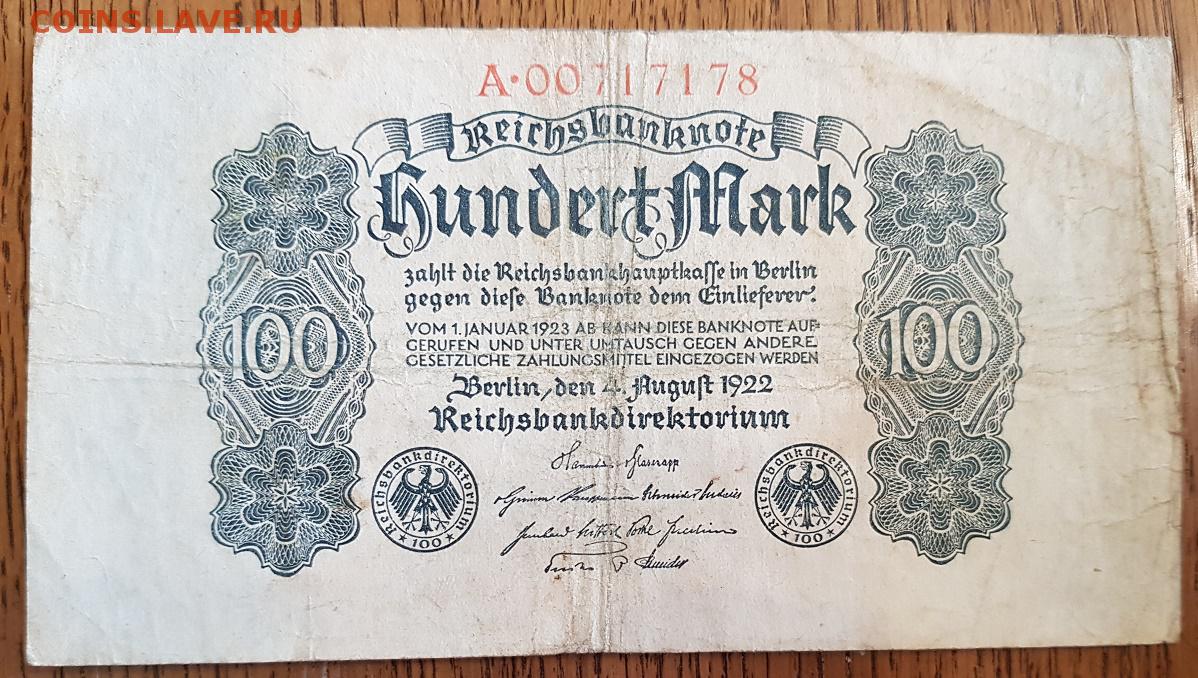 COINS.LAVE.RU
A·00717178
Reichsbanknote
Hundert Mark
zahlt die Reichsbankhauptkasse in Berlin
gegen diese Banknote dem Einlieferer.
100
100
VOM 1. JANUAR 1923 AB KANN DIESE BANKNOTE AUF-
GERUFEN UND UNTER UMTAUSCH GEGEN ANDERE
GESETZLICHE ZAHLUNGSMITTEL EINGEZOGEN WERDEN
Berlin, den 4. August 1922
Reichsbankdirektorium
Reichsbankdirektorium
100
Reichsbankdirektorium
100